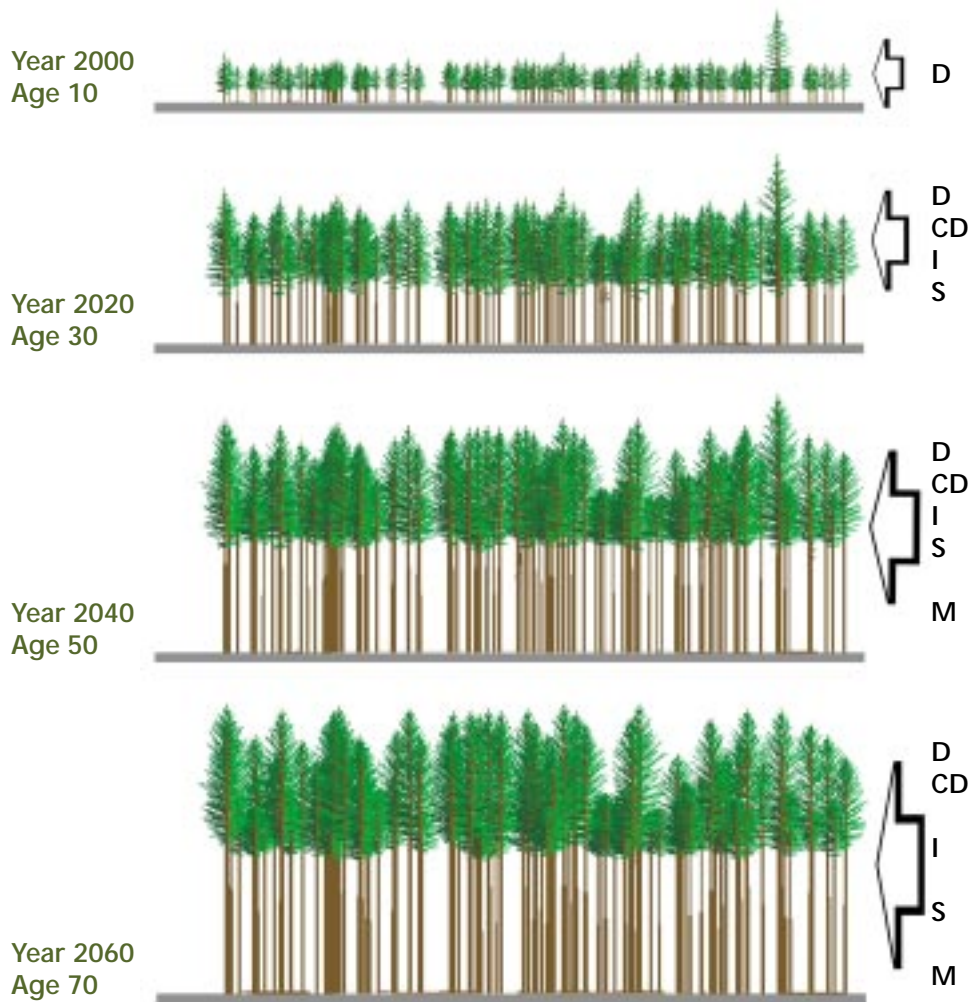 Year 2000
Age 10
D
Year 2020
Age 30
D
CD
I
S
Year 2040
Age 50
D
CD
I
S
M
Year 2060
Age 70
D
CD
I
S
M